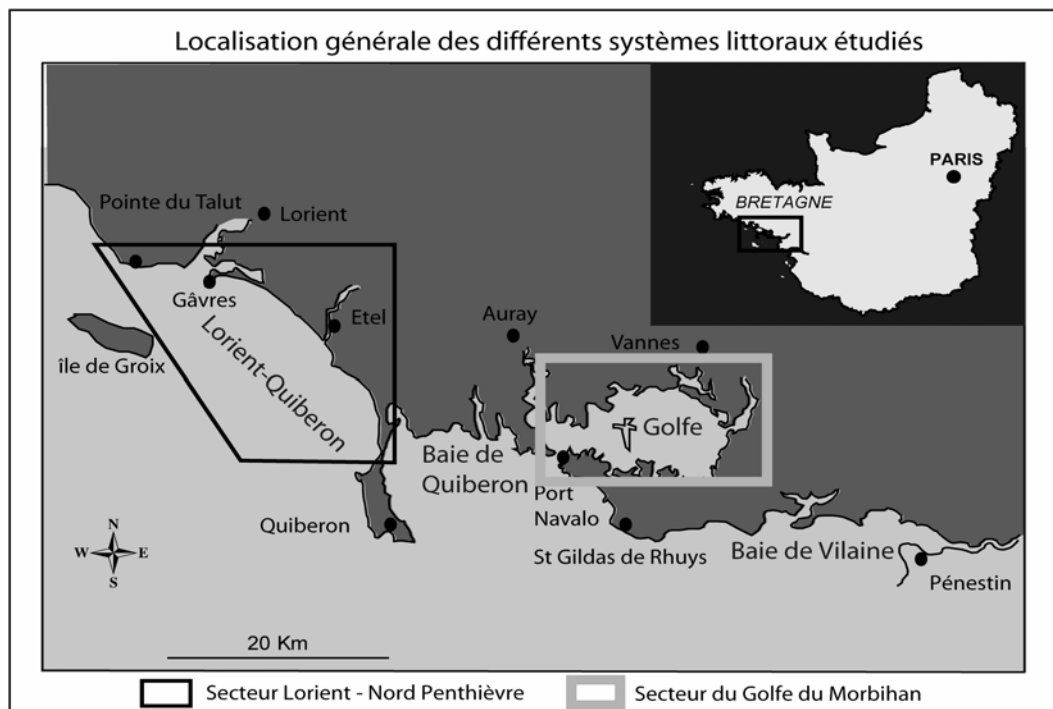 Localisation générale des différents systèmes littoraux étudiés
PARIS
BRETAGNE
Pointe du Talut
Lorient
Gâvres
Etel
île de Groix
Lorient-Quiberon
Auray
Vannes
Golfe
Baie de
Quiberon
Port
Navalo
Quiberon
St Gildas de Rhuys
Baie de Vilaine
Pénestin
N
W E
S
20 Km
Secteur Lorient - Nord Penthièvre
Secteur du Golfe du Morbihan